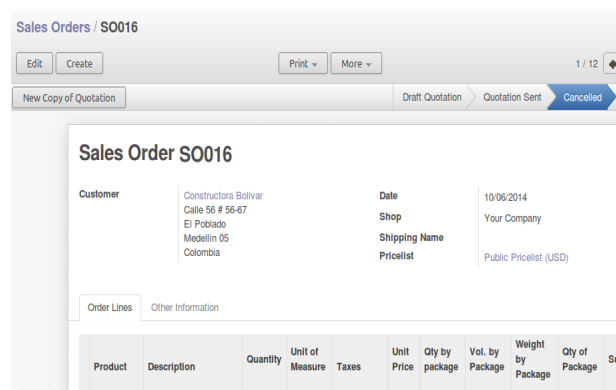 Sales Orders / SO016
Edit Create Print More 1 / 12
New Copy of Quotation Draft Quotation Quotation Sent Cancelled
Sales Order SO016
Customer Constructora Bolivar
Calle 56 # 56-67
El Poblado
Medellin 05
Colombia
Date 10/06/2014
Shop Your Company
Shipping Name
Pricelist Public Pricelist (USD)
Order Lines Other Information
Product Description Quantity Unit of Measure Taxes Unit Price Qty by package Vol. by Package Weight by Package Qty of Package